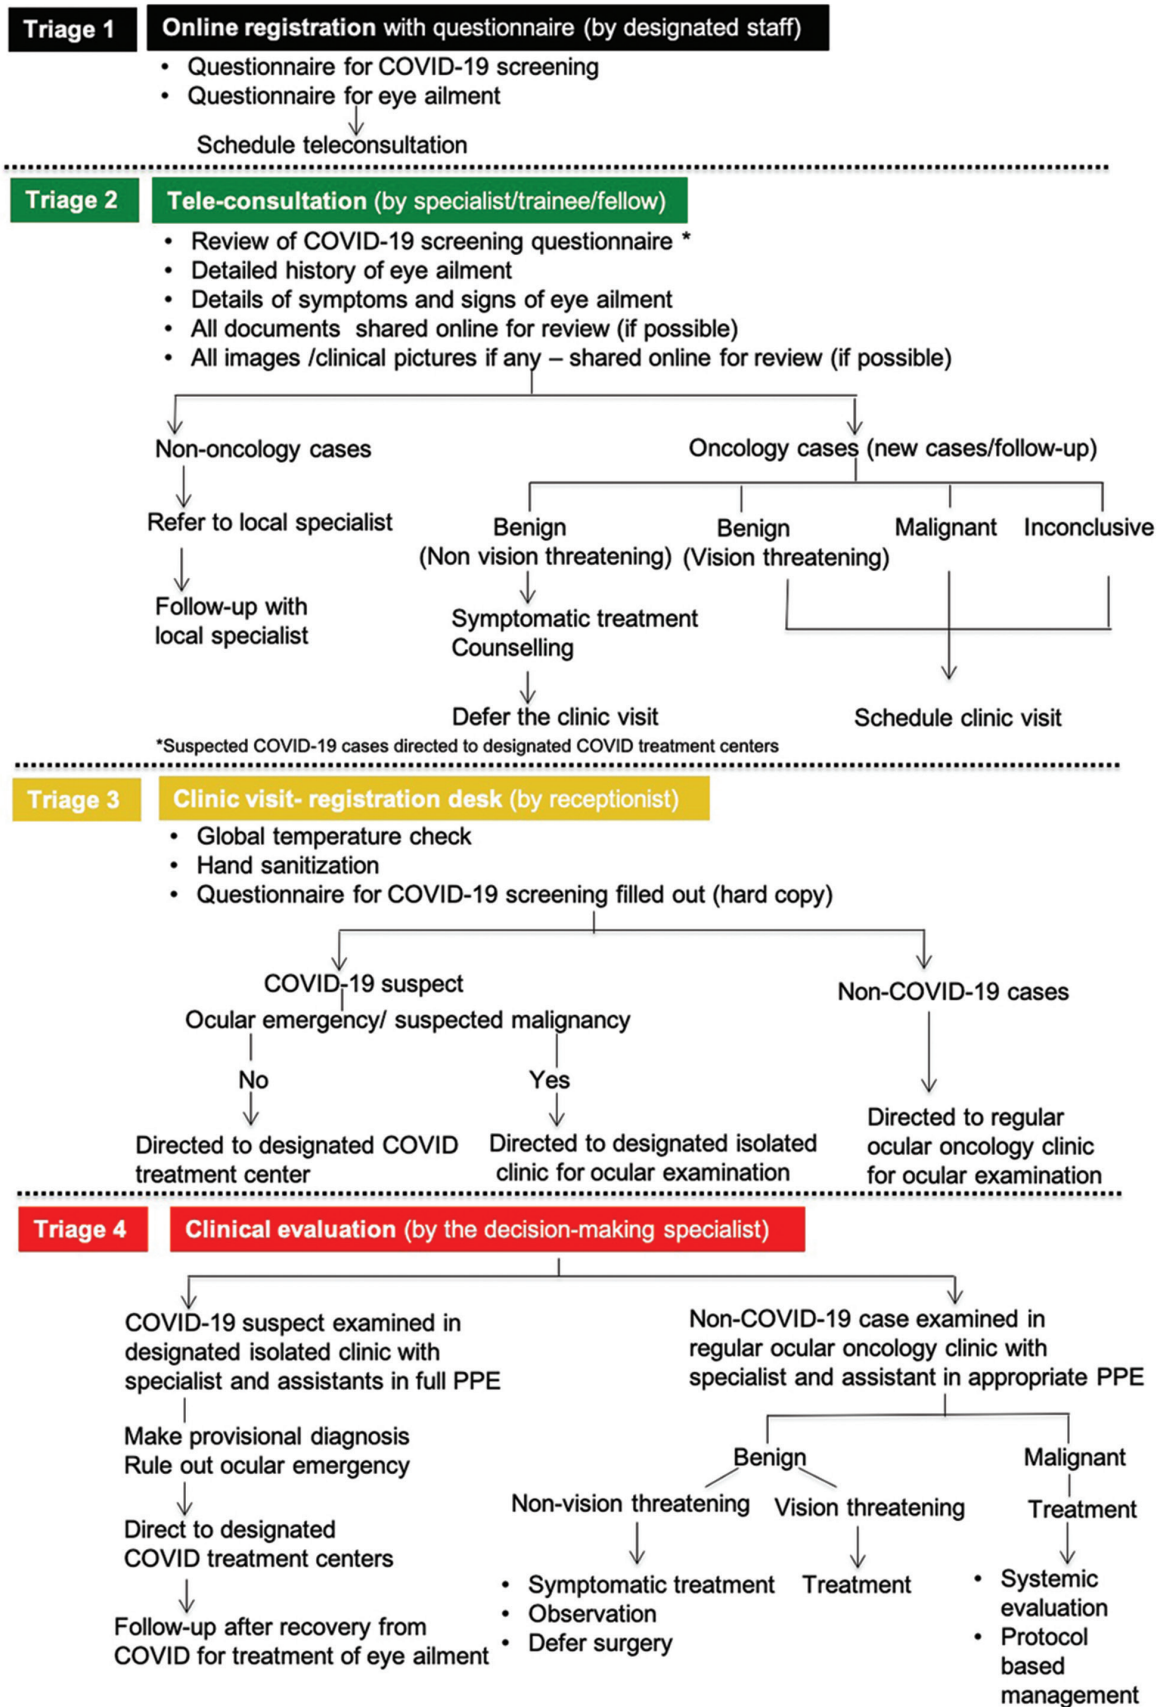 Triage 1
Online registration with questionnaire (by designated staff)
• Questionnaire for COVID-19 screening
• Questionnaire for eye ailment
Schedule teleconsultation
Triage 2
Tele-consultation (by specialist/trainee/fellow)
• Review of COVID-19 screening questionnaire *
• Detailed history of eye ailment
• Details of symptoms and signs of eye ailment
• All documents shared online for review (if possible)
• All images /clinical pictures if any – shared online for review (if possible)
Non-oncology cases
Refer to local specialist
Follow-up with
local specialist
Oncology cases (new cases/follow-up)
Benign
(Non vision threatening)
Symptomatic treatment
Counselling
Defer the clinic visit
Benign
(Vision threatening)
Malignant
Inconclusive
Schedule clinic visit
*Suspected COVID-19 cases directed to designated COVID treatment centers
Triage 3
Clinic visit- registration desk (by receptionist)
• Global temperature check
• Hand sanitization
• Questionnaire for COVID-19 screening filled out (hard copy)
COVID-19 suspect
Ocular emergency/ suspected malignancy
No
Directed to designated COVID
treatment center
Yes
Directed to designated isolated
clinic for ocular examination
Non-COVID-19 cases
Directed to regular
ocular oncology clinic
for ocular examination
Triage 4
Clinical evaluation (by the decision-making specialist)
COVID-19 suspect examined in
designated isolated clinic with
specialist and assistants in full PPE
Make provisional diagnosis
Rule out ocular emergency
Direct to designated
COVID treatment centers
Follow-up after recovery from
COVID for treatment of eye ailment
Non-COVID-19 case examined in
regular ocular oncology clinic with
specialist and assistant in appropriate PPE
Benign
Non-vision threatening
• Symptomatic treatment
• Observation
• Defer surgery
Vision threatening
Treatment
Malignant
Treatment
• Systemic
evaluation
• Protocol
based
management